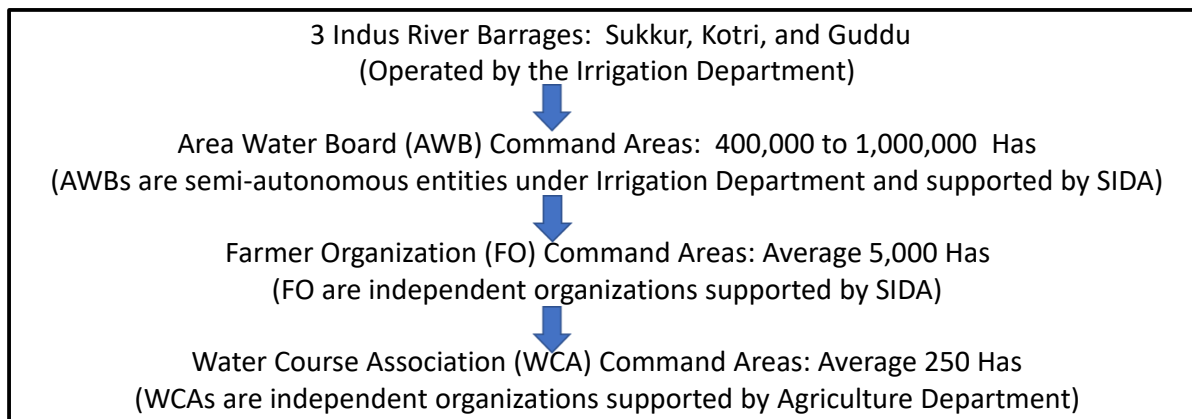 3 Indus River Barrages: Sukkur, Kotri, and Guddu
(Operated by the Irrigation Department)
Area Water Board (AWB) Command Areas: 400,000 to 1,000,000 Has
(AWBs are semi-autonomous entities under Irrigation Department and supported by SIDA)
Farmer Organization (FO) Command Areas: Average 5,000 Has
(FO are independent organizations supported by SIDA)
Water Course Association (WCA) Command Areas: Average 250 Has
(WCAs are independent organizations supported by Agriculture Department)